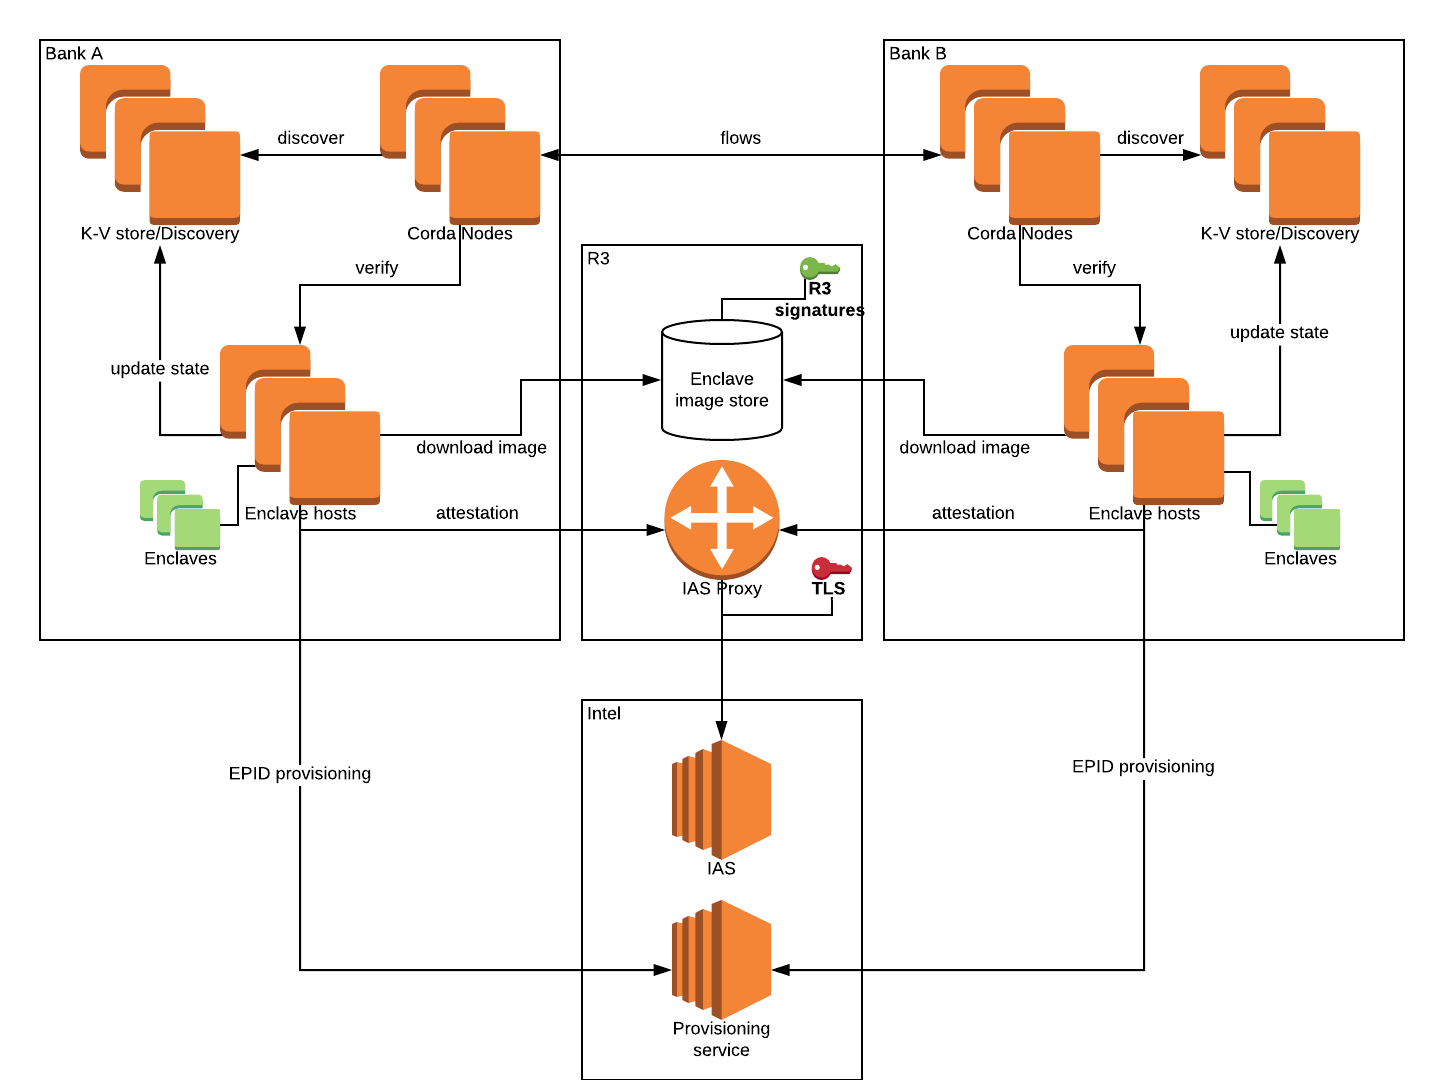 Bank A
Bank B
discover
flows
discover
K-V store/Discovery
Corda Nodes
Corda Nodes
K-V store/Discovery
R3
verify
verify
R3
signatures
update state
update state
Enclave
image store
download image
download image
Enclave hosts
attestation
attestation
Enclave hosts
Enclaves
Enclaves
IAS Proxy
TLS
Intel
EPID provisioning
EPID provisioning
IAS
Provisioning
service